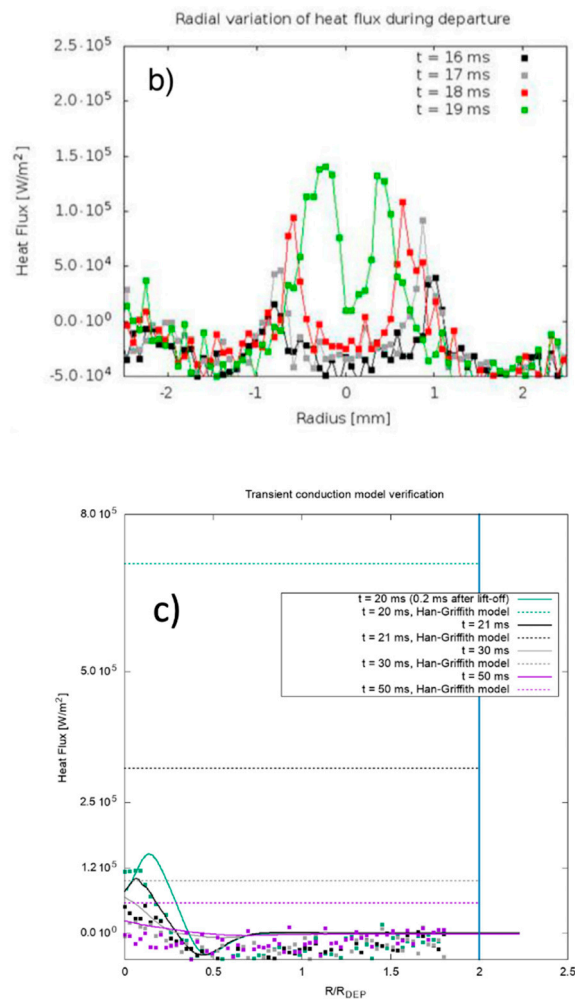 Radial variation of heat flux during departure
b)
t = 16 ms
t = 17 ms
t = 18 ms
t = 19 ms
Heat Flux [W/m²]
2.5·10⁵
2.0·10⁵
1.5·10⁵
1.0·10⁵
5.0·10⁴
0.0·10⁰
-5.0·10⁴
-2 -1 0 1 2
Radius [mm]
Transient conduction model verification
c)
t = 20 ms (0.2 ms after lift-off)
t = 20 ms, Han-Griffith model
t = 21 ms
t = 21 ms, Han-Griffith model
t = 30 ms
t = 30 ms, Han-Griffith model
t = 50 ms
t = 50 ms, Han-Griffith model
Heat Flux [W/m²]
8.0 10⁵
5.0 10⁵
2.5 10⁵
1.2 10⁵
0.0 10⁰
0 0.5 1 1.5 2 2.5
R/R_DEP